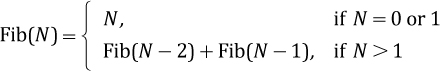 Fib(N) = { N, if N = 0 or 1
Fib(N − 2) + Fib(N − 1), if N > 1